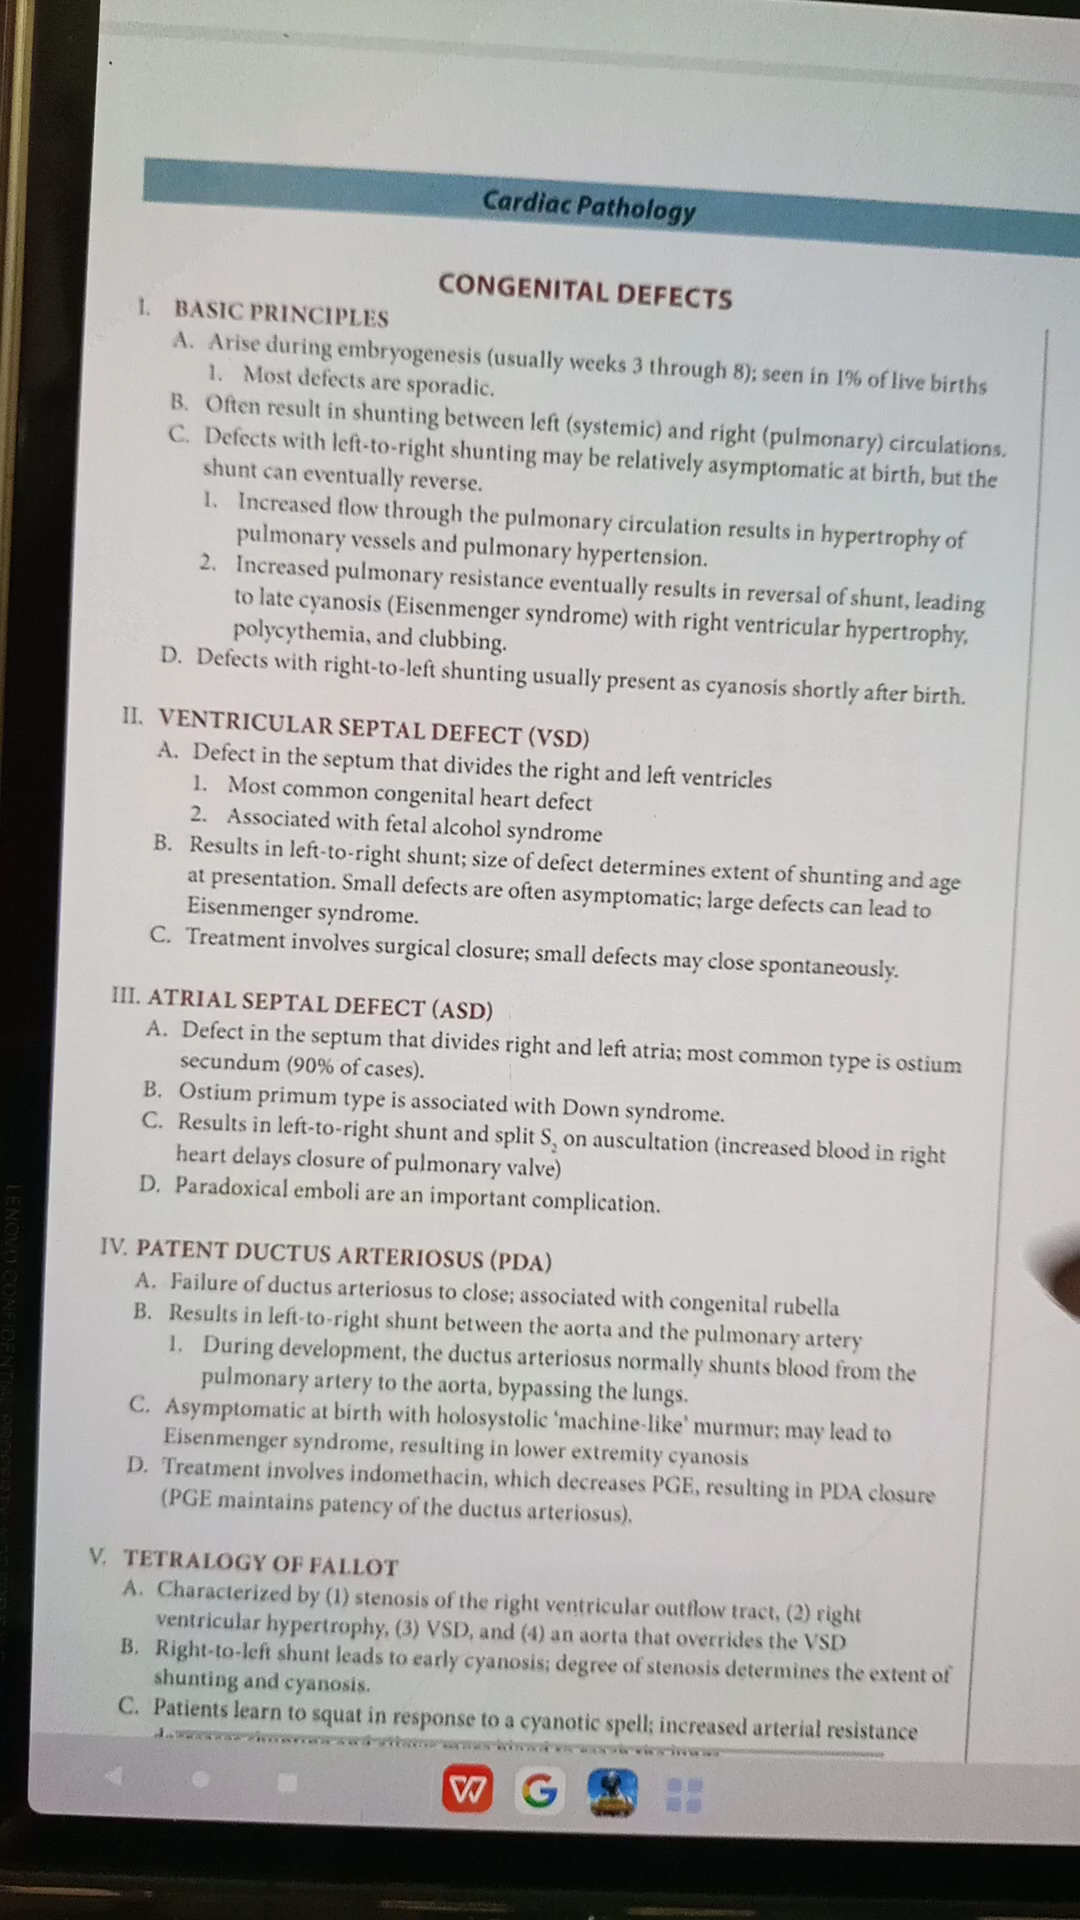 Cardiac Pathology
CONGENITAL DEFECTS
I. BASIC PRINCIPLES
A. Arise during embryogenesis (usually weeks 3 through 8); seen in 1% of live births
1. Most defects are sporadic.
B. Often result in shunting between left (systemic) and right (pulmonary) circulations.
C. Defects with left-to-right shunting may be relatively asymptomatic at birth, but the
shunt can eventually reverse.
1. Increased flow through the pulmonary circulation results in hypertrophy of
pulmonary vessels and pulmonary hypertension.
2. Increased pulmonary resistance eventually results in reversal of shunt, leading
to late cyanosis (Eisenmenger syndrome) with right ventricular hypertrophy,
polycythemia, and clubbing.
D. Defects with right-to-left shunting usually present as cyanosis shortly after birth.
II. VENTRICULAR SEPTAL DEFECT (VSD)
A. Defect in the septum that divides the right and left ventricles
1. Most common congenital heart defect
2. Associated with fetal alcohol syndrome
B. Results in left-to-right shunt; size of defect determines extent of shunting and age
at presentation. Small defects are often asymptomatic; large defects can lead to
Eisenmenger syndrome.
C. Treatment involves surgical closure; small defects may close spontaneously.
III. ATRIAL SEPTAL DEFECT (ASD)
A. Defect in the septum that divides right and left atria; most common type is ostium
secundum (90% of cases).
B. Ostium primum type is associated with Down syndrome.
C. Results in left-to-right shunt and split S₂ on auscultation (increased blood in right
heart delays closure of pulmonary valve)
D. Paradoxical emboli are an important complication.
IV. PATENT DUCTUS ARTERIOSUS (PDA)
A. Failure of ductus arteriosus to close; associated with congenital rubella
B. Results in left-to-right shunt between the aorta and the pulmonary artery
1. During development, the ductus arteriosus normally shunts blood from the
pulmonary artery to the aorta, bypassing the lungs.
C. Asymptomatic at birth with holosystolic 'machine-like' murmur; may lead to
Eisenmenger syndrome, resulting in lower extremity cyanosis
D. Treatment involves indomethacin, which decreases PGE, resulting in PDA closure
(PGE maintains patency of the ductus arteriosus).
V. TETRALOGY OF FALLOT
A. Characterized by (1) stenosis of the right ventricular outflow tract, (2) right
ventricular hypertrophy, (3) VSD, and (4) an aorta that overrides the VSD
B. Right-to-left shunt leads to early cyanosis; degree of stenosis determines the extent of
shunting and cyanosis.
C. Patients learn to squat in response to a cyanotic spell; increased arterial resistance
LENOVO CONFIDENTIAL